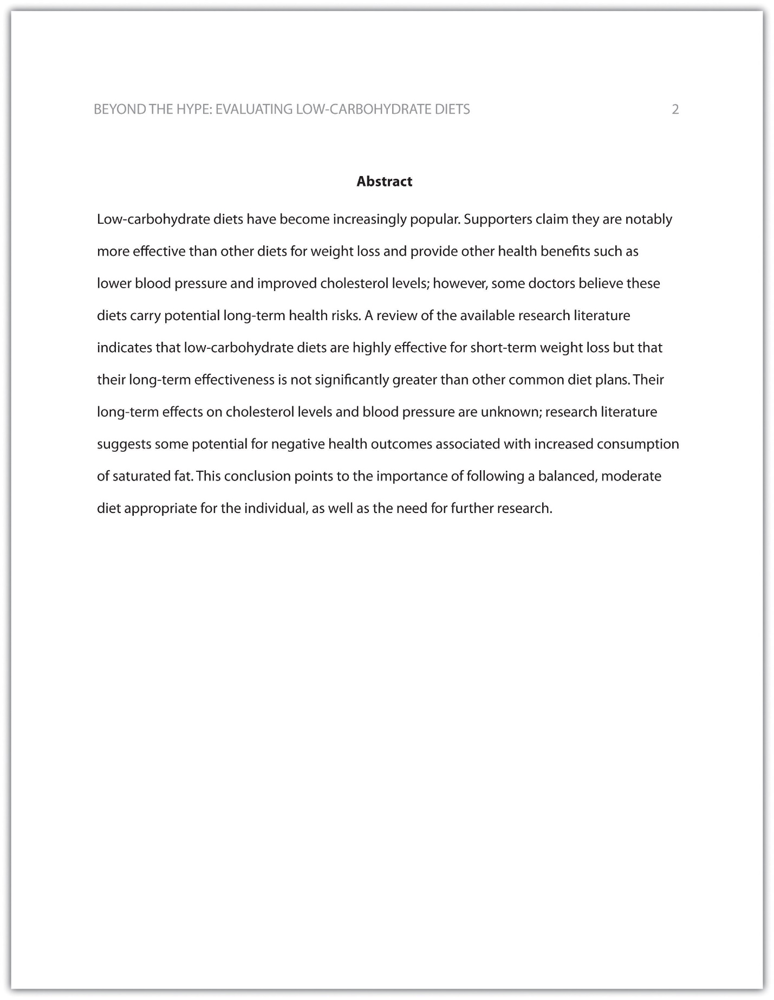 BEYOND THE HYPE: EVALUATING LOW-CARBOHYDRATE DIETS 2
Abstract
Low-carbohydrate diets have become increasingly popular. Supporters claim they are notably
more effective than other diets for weight loss and provide other health benefits such as
lower blood pressure and improved cholesterol levels; however, some doctors believe these
diets carry potential long-term health risks. A review of the available research literature
indicates that low-carbohydrate diets are highly effective for short-term weight loss but that
their long-term effectiveness is not significantly greater than other common diet plans. Their
long-term effects on cholesterol levels and blood pressure are unknown; research literature
suggests some potential for negative health outcomes associated with increased consumption
of saturated fat. This conclusion points to the importance of following a balanced, moderate
diet appropriate for the individual, as well as the need for further research.